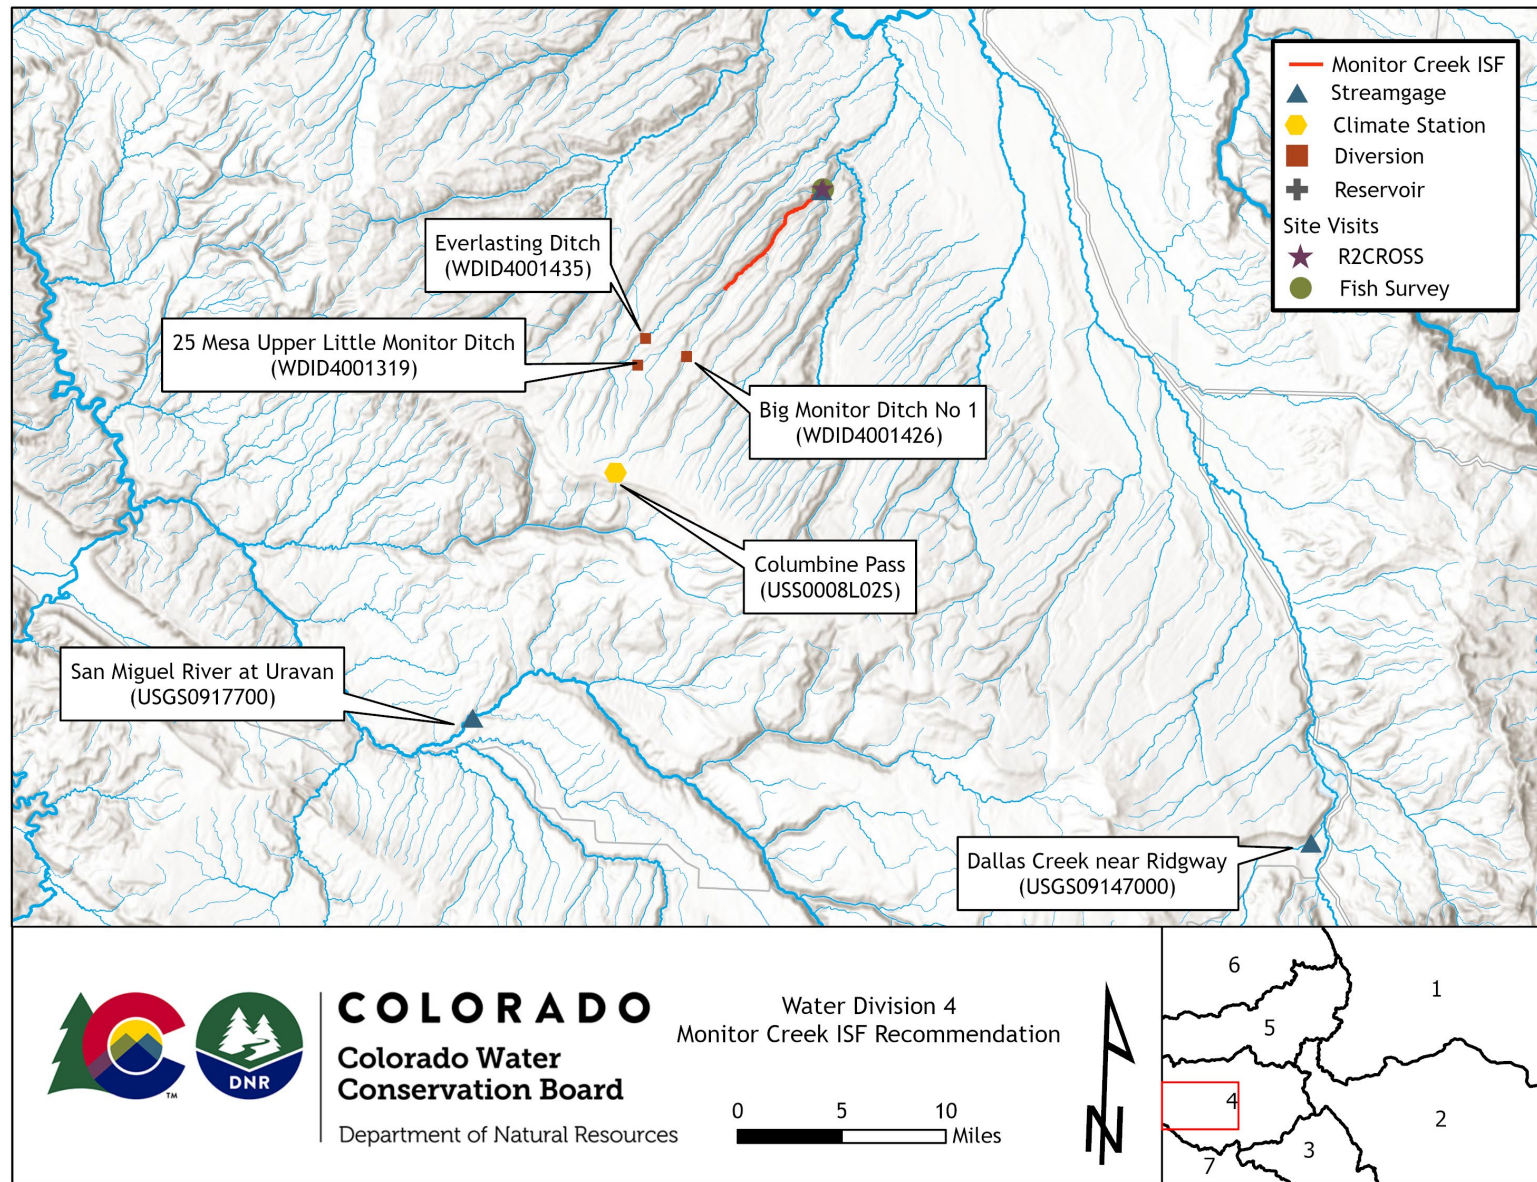 Monitor Creek ISF
Streamgage
Climate Station
Diversion
Reservoir
Site Visits
R2CROSS
Fish Survey
Everlasting Ditch
(WDID4001435)
25 Mesa Upper Little Monitor Ditch
(WDID4001319)
Big Monitor Ditch No 1
(WDID4001426)
Columbine Pass
(USS0008L02S)
San Miguel River at Uravan
(USGS0917700)
Dallas Creek near Ridgway
(USGS09147000)
TM
DNR
COLORADO
Colorado Water
Conservation Board
Department of Natural Resources
Water Division 4
Monitor Creek ISF Recommendation
0 5 10
Miles
N
6
1
5
4
2
3
7